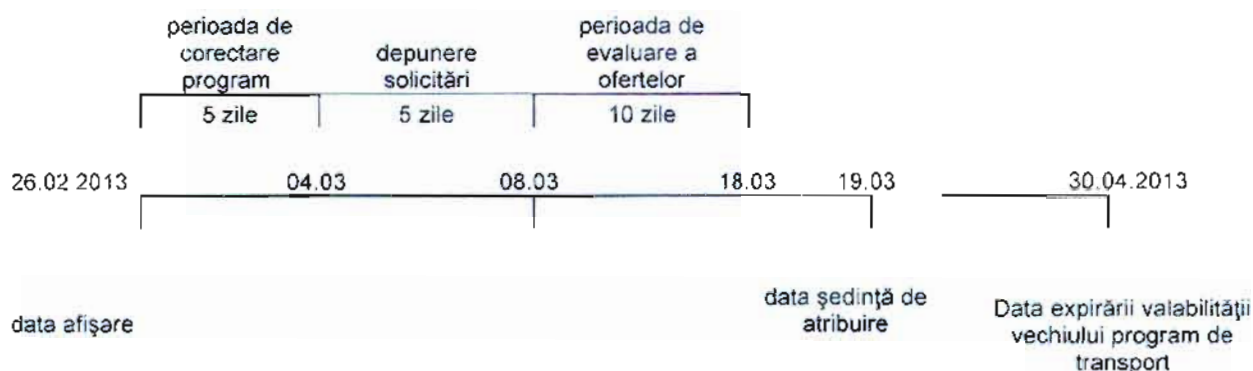 perioada de
corectare
program
depunere
solicitări
perioada de
evaluare a
ofertelor
5 zile
5 zile
10 zile
26.02 2013
04.03
08.03
18.03
19.03
30.04.2013
data afişare
data şedinţă de
atribuire
Data expirării valabilităţii
vechiului program de
transport